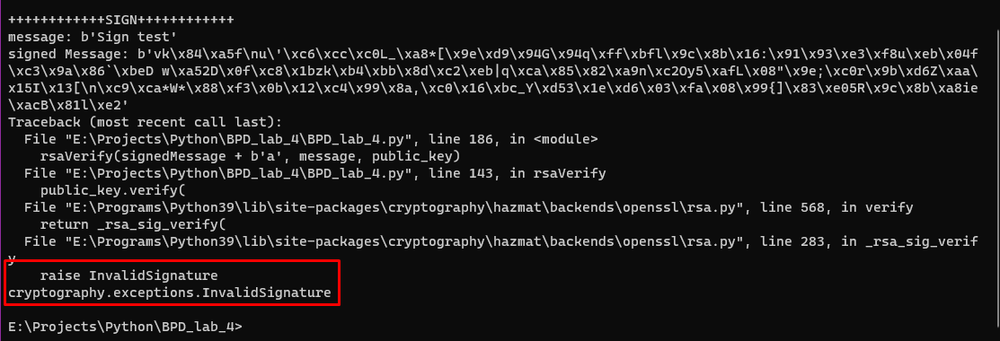 ++++++++++++SIGN++++++++++++
message: b'Sign test'
signed Message: b'vk\x84\xa5f\nu\'\xc6\xcc\xc0L_\xa8*[\x9e\xd9\x94G\x94q\xff\xbfl\x9c\x8b\x16:\x91\x93\xe3\xf8u\xeb\x04f
\xc3\x9a\x86`\xbeD w\xa52D\x0f\xc8\x1bzk\xb4\xbb\x8d\xc2\xeb|q\xca\x85\x82\xa9n\xc2Oy5\xafL\x08"\x9e;\xc0r\x9b\xd6Z\xaa\
x15I\x13[\n\xc9\xca*W*\x88\xf3\x0b\x12\xc4\x99\x8a,\xc0\x16\xbc_Y\xd53\x1e\xd6\x03\xfa\x08\x99{]\x83\xe05R\x9c\x8b\xa8ie
\xacB\x81l\xe2'
Traceback (most recent call last):
  File "E:\Projects\Python\BPD_lab_4\BPD_lab_4.py", line 186, in <module>
    rsaVerify(signedMessage + b'a', message, public_key)
  File "E:\Projects\Python\BPD_lab_4\BPD_lab_4.py", line 143, in rsaVerify
    public_key.verify(
  File "E:\Programs\Python39\lib\site-packages\cryptography\hazmat\backends\openssl\rsa.py", line 568, in verify
    return _rsa_sig_verify(
  File "E:\Programs\Python39\lib\site-packages\cryptography\hazmat\backends\openssl\rsa.py", line 283, in _rsa_sig_verif
y
    raise InvalidSignature
cryptography.exceptions.InvalidSignature
E:\Projects\Python\BPD_lab_4>